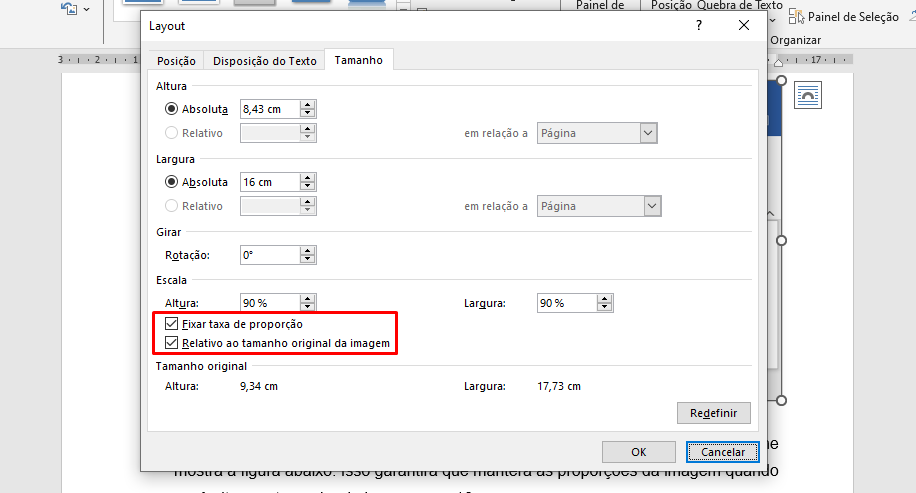 Painel de
Posição Quebra de Texto
Painel de Seleção
Organizar
Layout
? ×
Posição Disposição do Texto Tamanho
3 2 1 17
Altura
Absoluta 8,43 cm
Relativo em relação a Página
Largura
Absoluta 16 cm
Relativo em relação a Página
Girar
Rotação: 0°
Escala
Altura: 90 % Largura: 90 %
Fixar taxa de proporção
Relativo ao tamanho original da imagem
Tamanho original
Altura: 9,34 cm Largura: 17,73 cm
Redefinir
OK Cancelar
mostra a figura abaixo. Isso garantirá que manterá as proporções da imagem quando